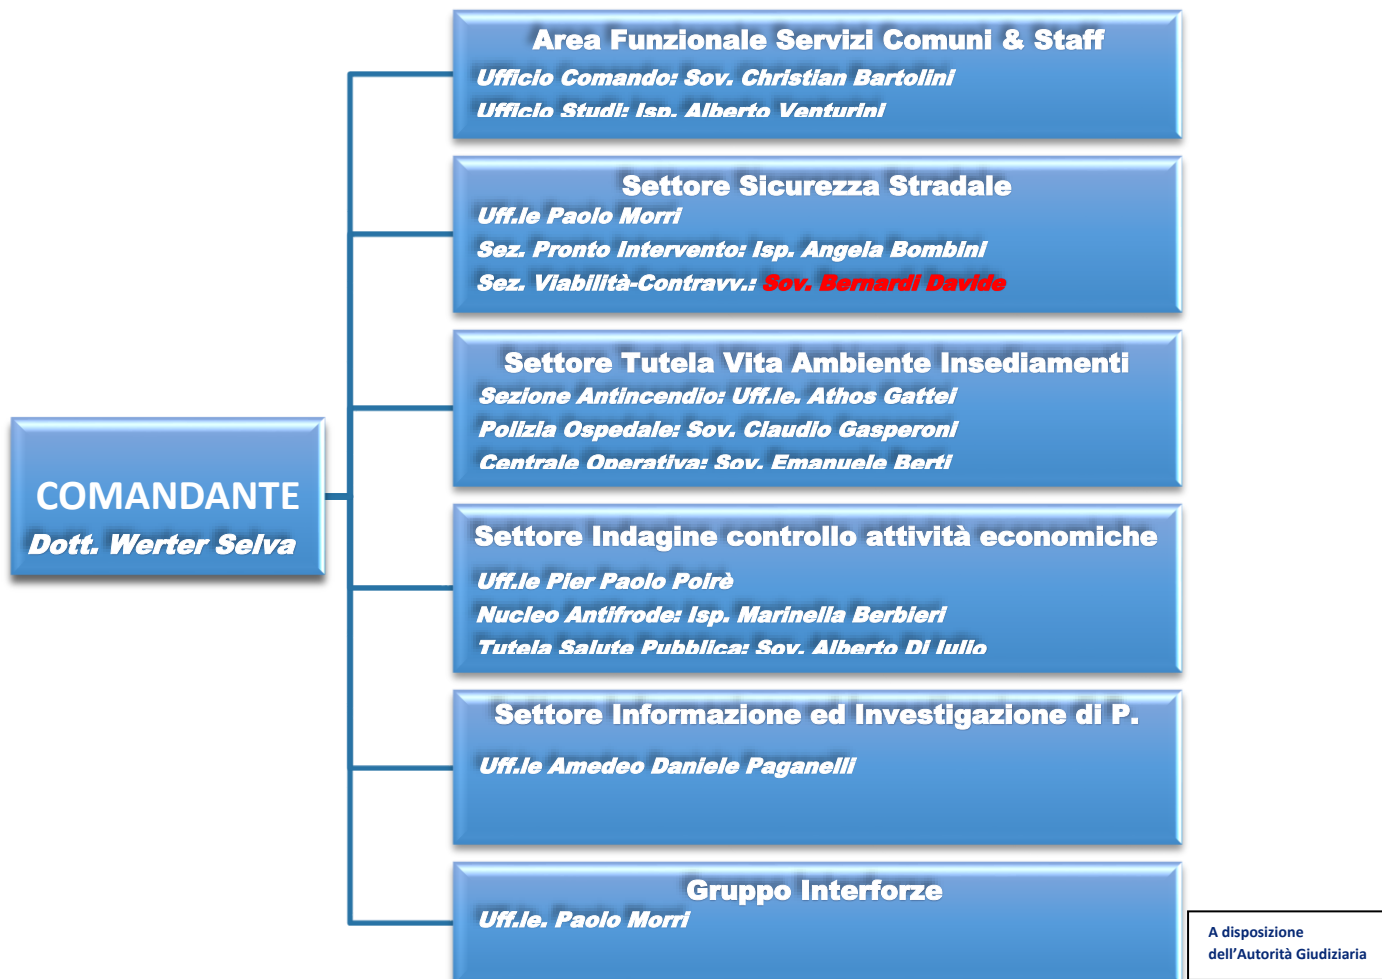 Area Funzionale Servizi Comuni & Staff
Ufficio Comando: Sov. Christian Bartolini
Ufficio Studi: Isp. Alberto Venturini
Settore Sicurezza Stradale
Uff.le Paolo Morri
Sez. Pronto Intervento: Isp. Angela Bombini
Sez. Viabilità-Contravv.: Sov. Bernardi Davide
Settore Tutela Vita Ambiente Insediamenti
Sezione Antincendio: Uff.le. Athos Gattei
Polizia Ospedale: Sov. Claudio Gasperoni
Centrale Operativa: Sov. Emanuele Berti
COMANDANTE
Dott. Werter Selva
Settore Indagine controllo attività economiche
Uff.le Pier Paolo Poirè
Nucleo Antifrode: Isp. Marinella Berbieri
Tutela Salute Pubblica: Sov. Alberto Di Iulio
Settore Informazione ed Investigazione di P.
Uff.le Amedeo Daniele Paganelli
Gruppo Interforze
Uff.le. Paolo Morri
A disposizione
dell'Autorità Giudiziaria